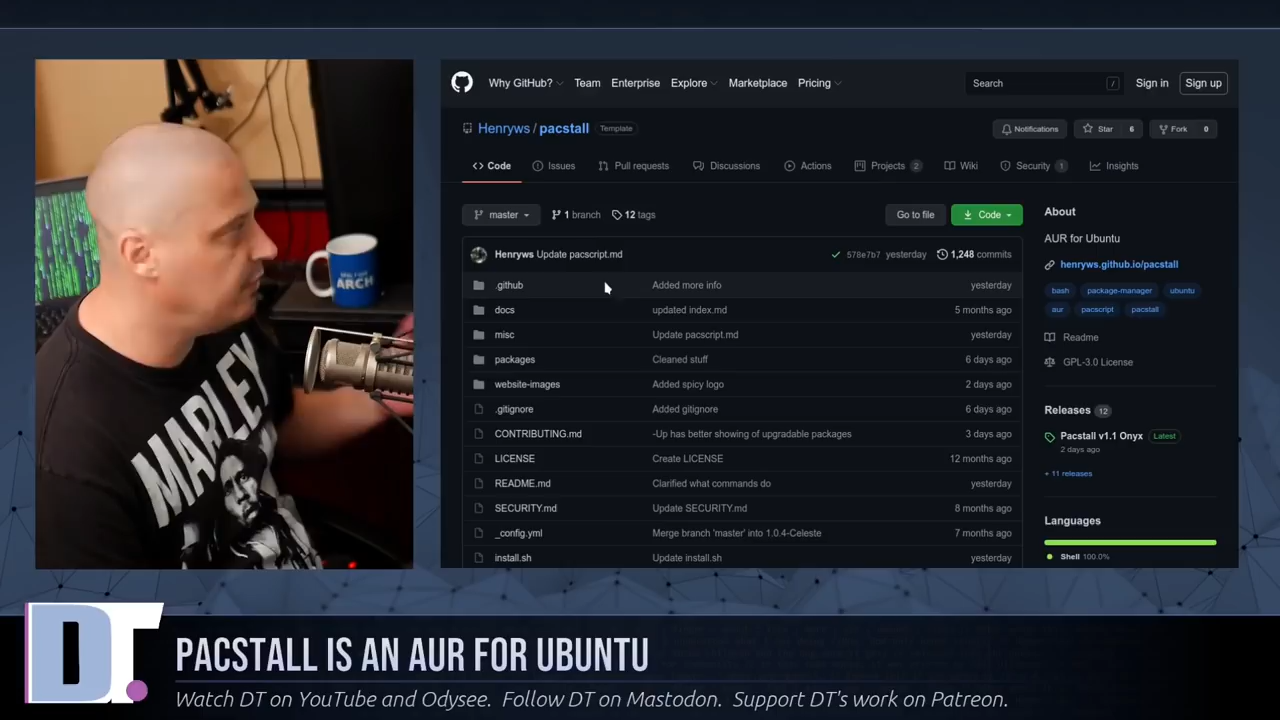 Why GitHub? Team Enterprise Explore Marketplace Pricing Search / Sign in Sign up
Henryws / pacstall Template Notifications Star 6 Fork 0
Code Issues Pull requests Discussions Actions Projects 2 Wiki Security 1 Insights
master 1 branch 12 tags Go to file Code
Henryws Update pacscript.md 578e7b7 yesterday 1,248 commits
.github Added more info yesterday
docs updated index.md 5 months ago
misc Update pacscript.md yesterday
packages Cleaned stuff 6 days ago
website-images Added spicy logo 2 days ago
.gitignore Added gitignore 6 days ago
CONTRIBUTING.md -Up has better showing of upgradable packages 3 days ago
LICENSE Create LICENSE 12 months ago
README.md Clarified what commands do yesterday
SECURITY.md Update SECURITY.md 8 months ago
_config.yml Merge branch 'master' into 1.0.4-Celeste 7 months ago
install.sh Update install.sh yesterday
About
AUR for Ubuntu
henryws.github.io/pacstall
bash package-manager ubuntu
aur pacscript pacstall
Readme
GPL-3.0 License
Releases 12
Pacstall v1.1 Onyx Latest
2 days ago
+ 11 releases
Languages
Shell 100.0%
ARCH
MARLEY
DT
PACSTALL IS AN AUR FOR UBUNTU
Watch DT on YouTube and Odysee. Follow DT on Mastodon. Support DT's work on Patreon.